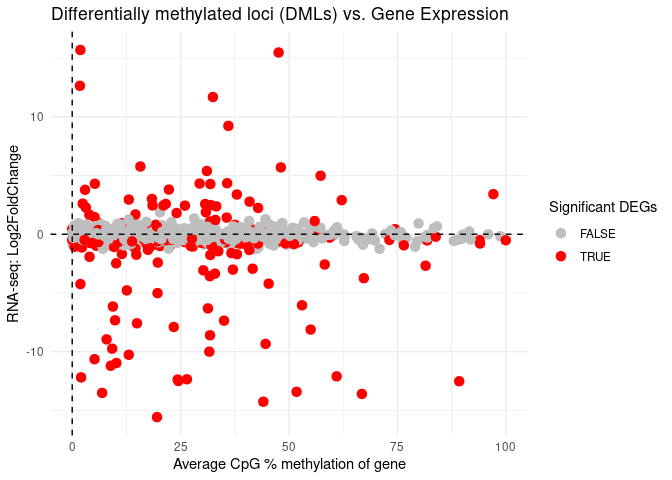 Differentially methylated loci (DMLs) vs. Gene Expression
RNA-seq: Log2FoldChange
10
0
-10
0
25
50
75
100
Average CpG % methylation of gene
Significant DEGs
FALSE
TRUE